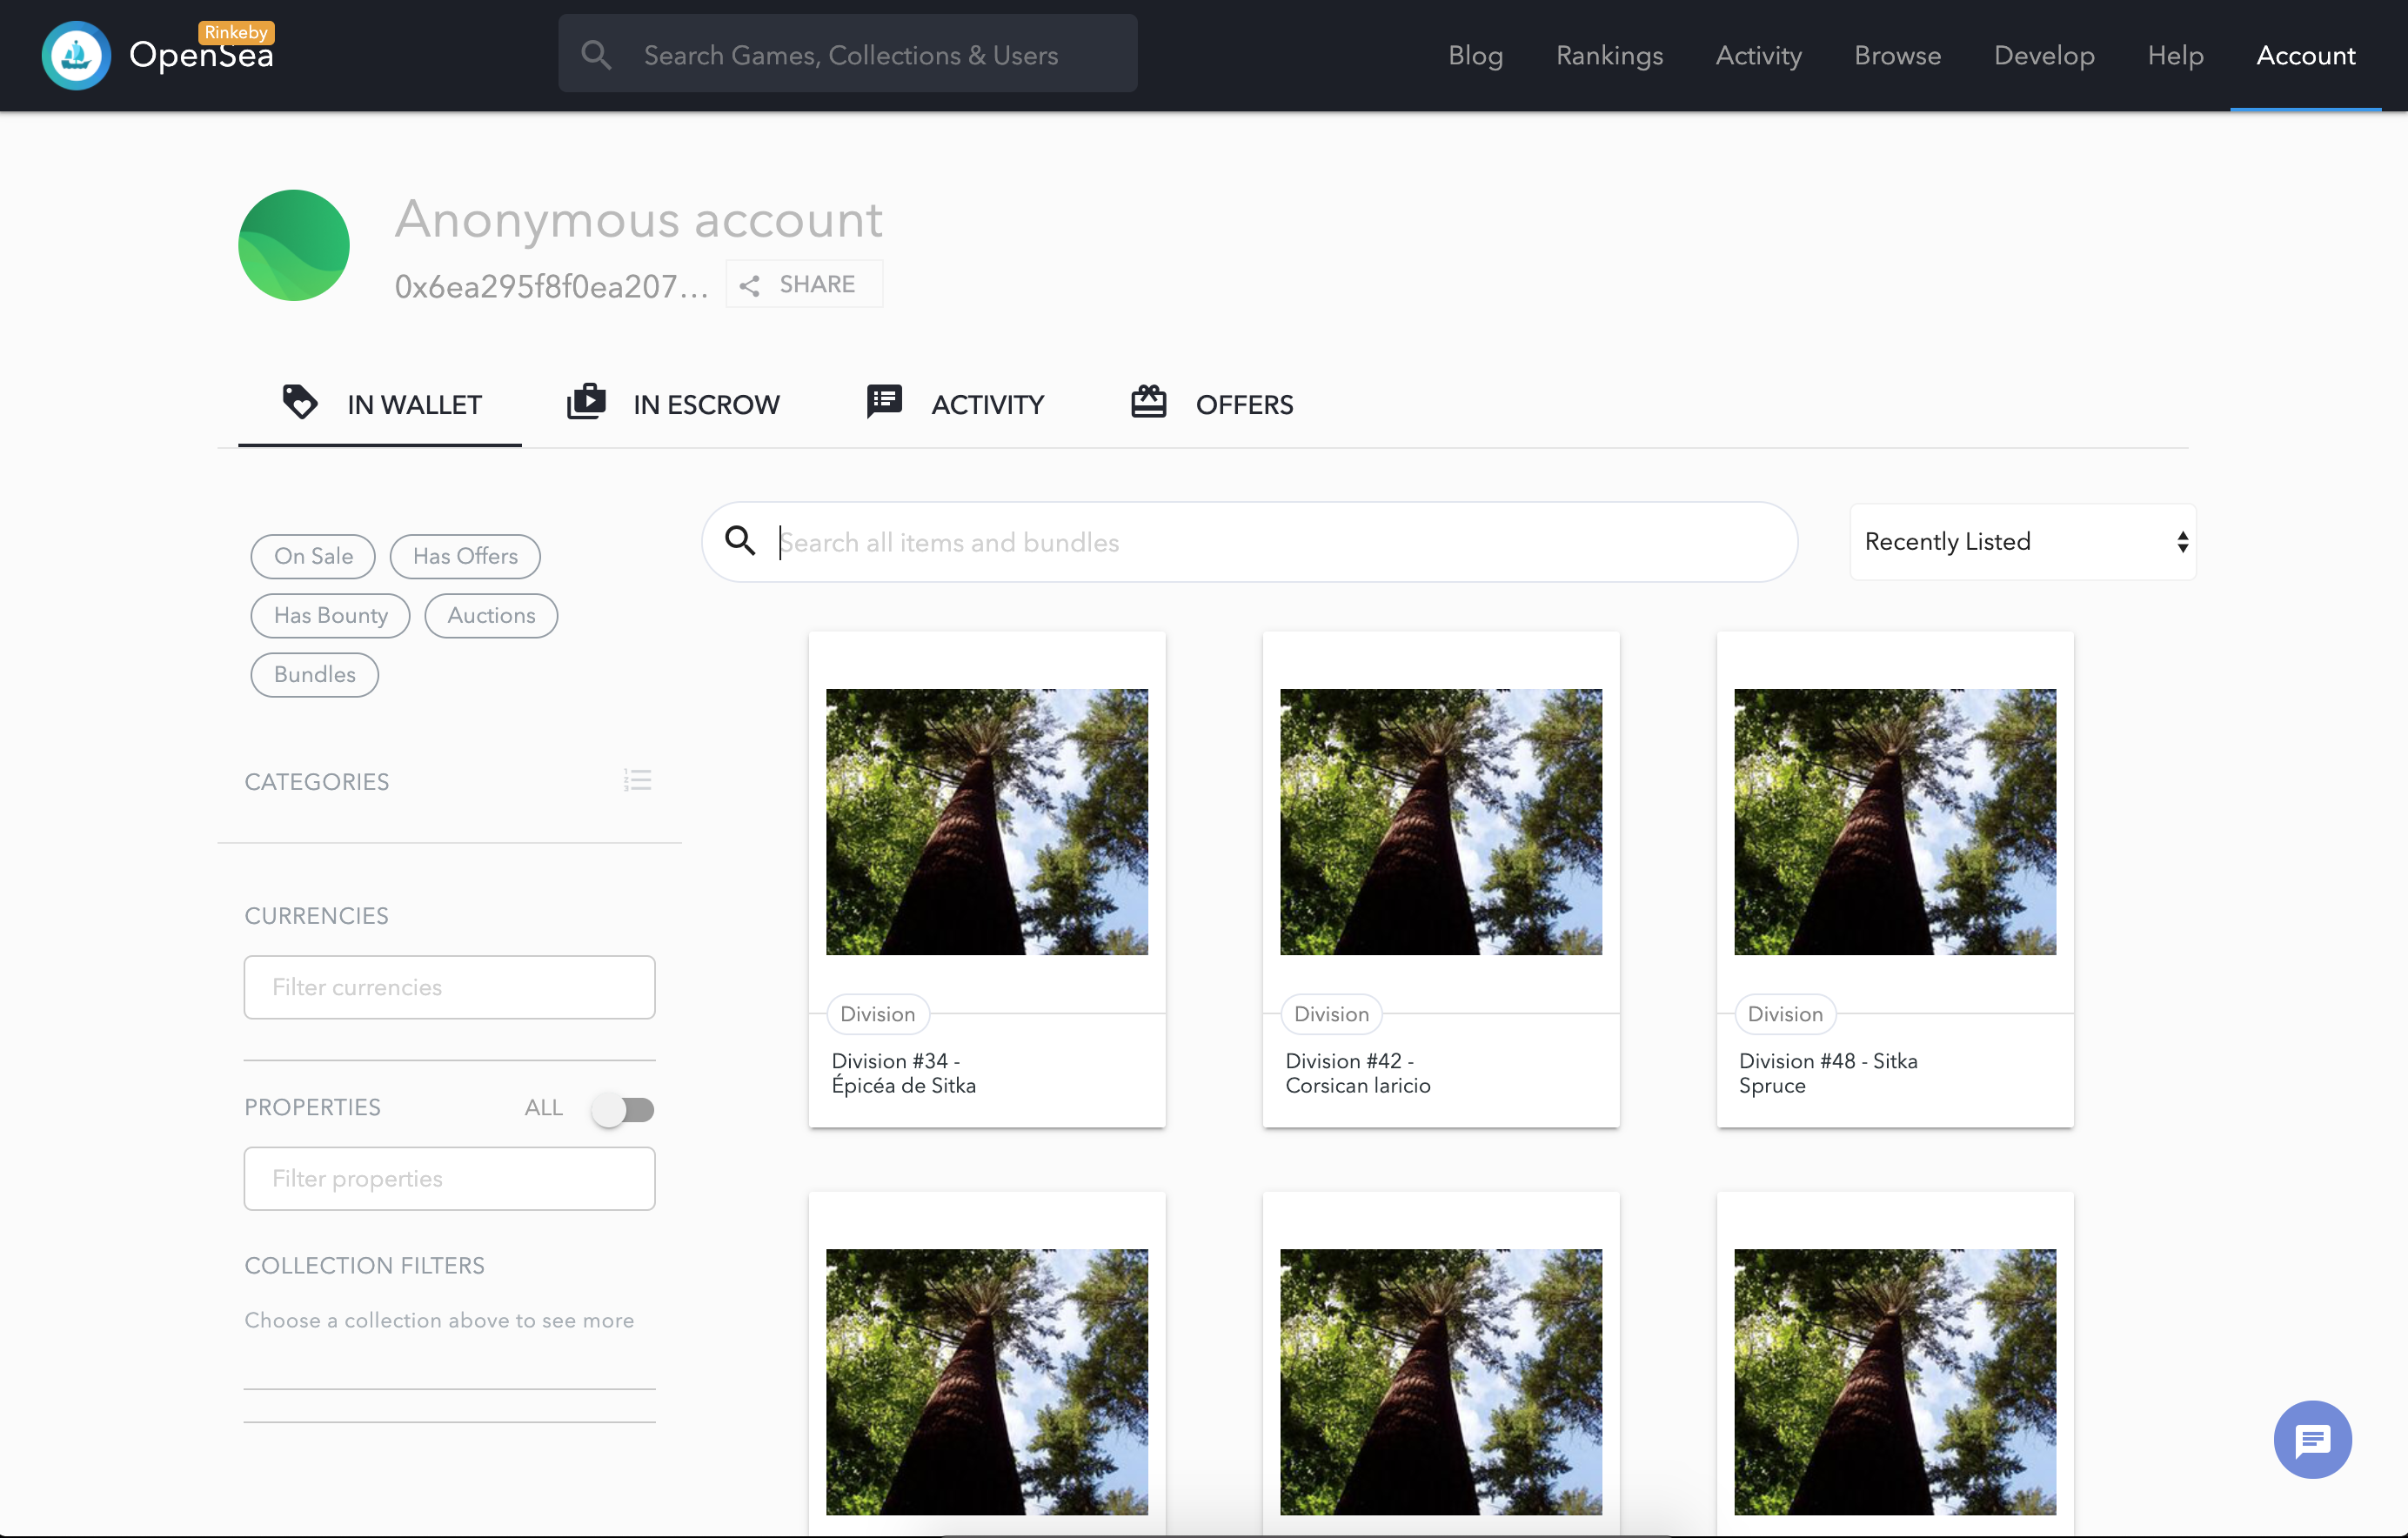 Rinkeby
OpenSea
Search Games, Collections & Users
Blog
Rankings
Activity
Browse
Develop
Help
Account
Anonymous account
0x6ea295f8f0ea207...
SHARE
IN WALLET
IN ESCROW
ACTIVITY
OFFERS
On Sale
Has Offers
Has Bounty
Auctions
Bundles
Search all items and bundles
Recently Listed
CATEGORIES
CURRENCIES
Filter currencies
PROPERTIES
ALL
Filter properties
COLLECTION FILTERS
Choose a collection above to see more
Division
Division #34 -
Épicéa de Sitka
Division
Division #42 -
Corsican laricio
Division
Division #48 - Sitka
Spruce